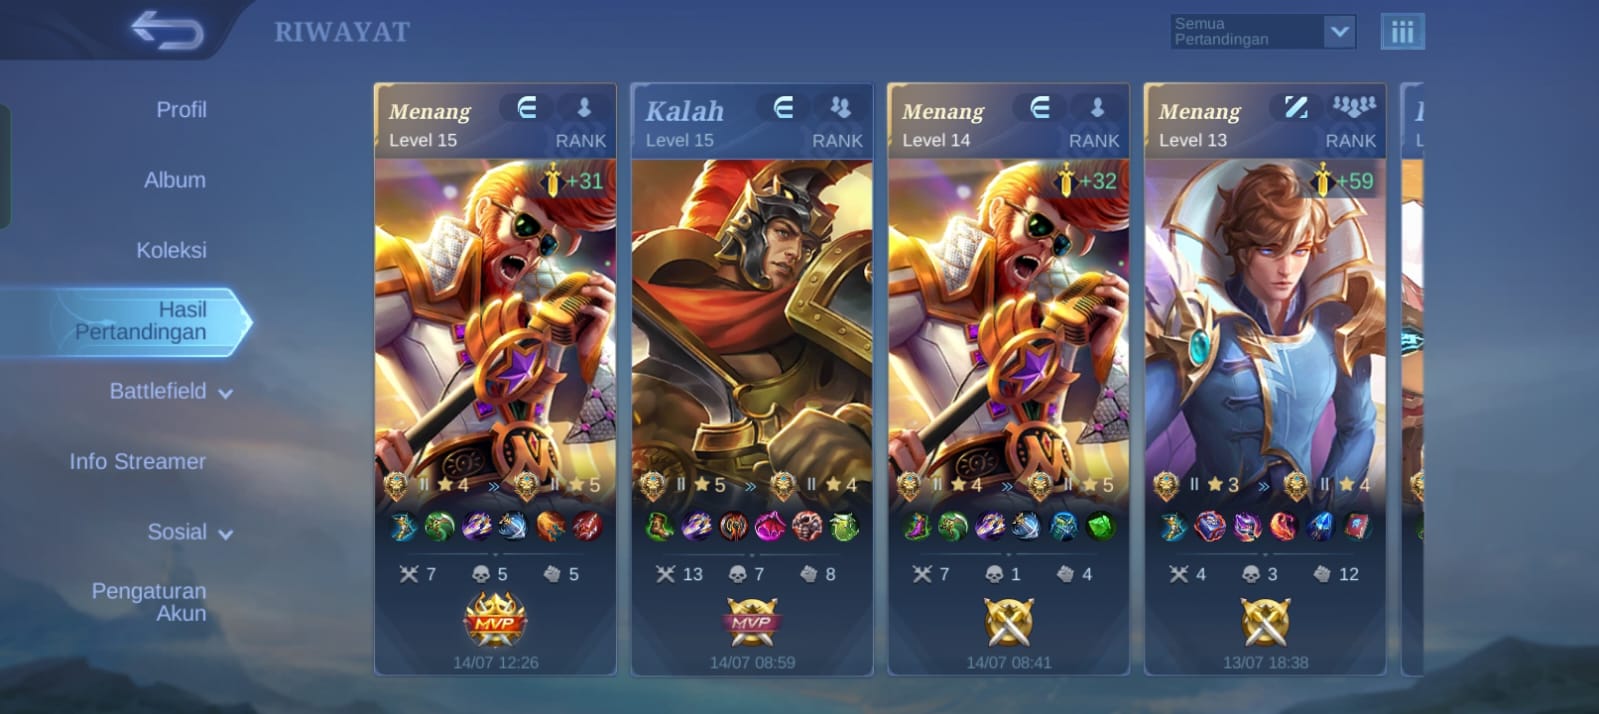 RIWAYAT
Semua
Pertandingan
Profil
Album
Koleksi
Hasil
Pertandingan
Battlefield
Info Streamer
Sosial
Pengaturan
Akun
Menang
Level 15 RANK
+31
II 4 » II 5
7 5 5
MVP
14/07 12:26
Kalah
Level 15 RANK
II 5 » II 4
13 7 8
MVP
14/07 08:59
Menang
Level 14 RANK
+32
II 4 » II 5
7 1 4
14/07 08:41
Menang
Level 13 RANK
+59
II 3 » II 4
4 3 12
13/07 18:38